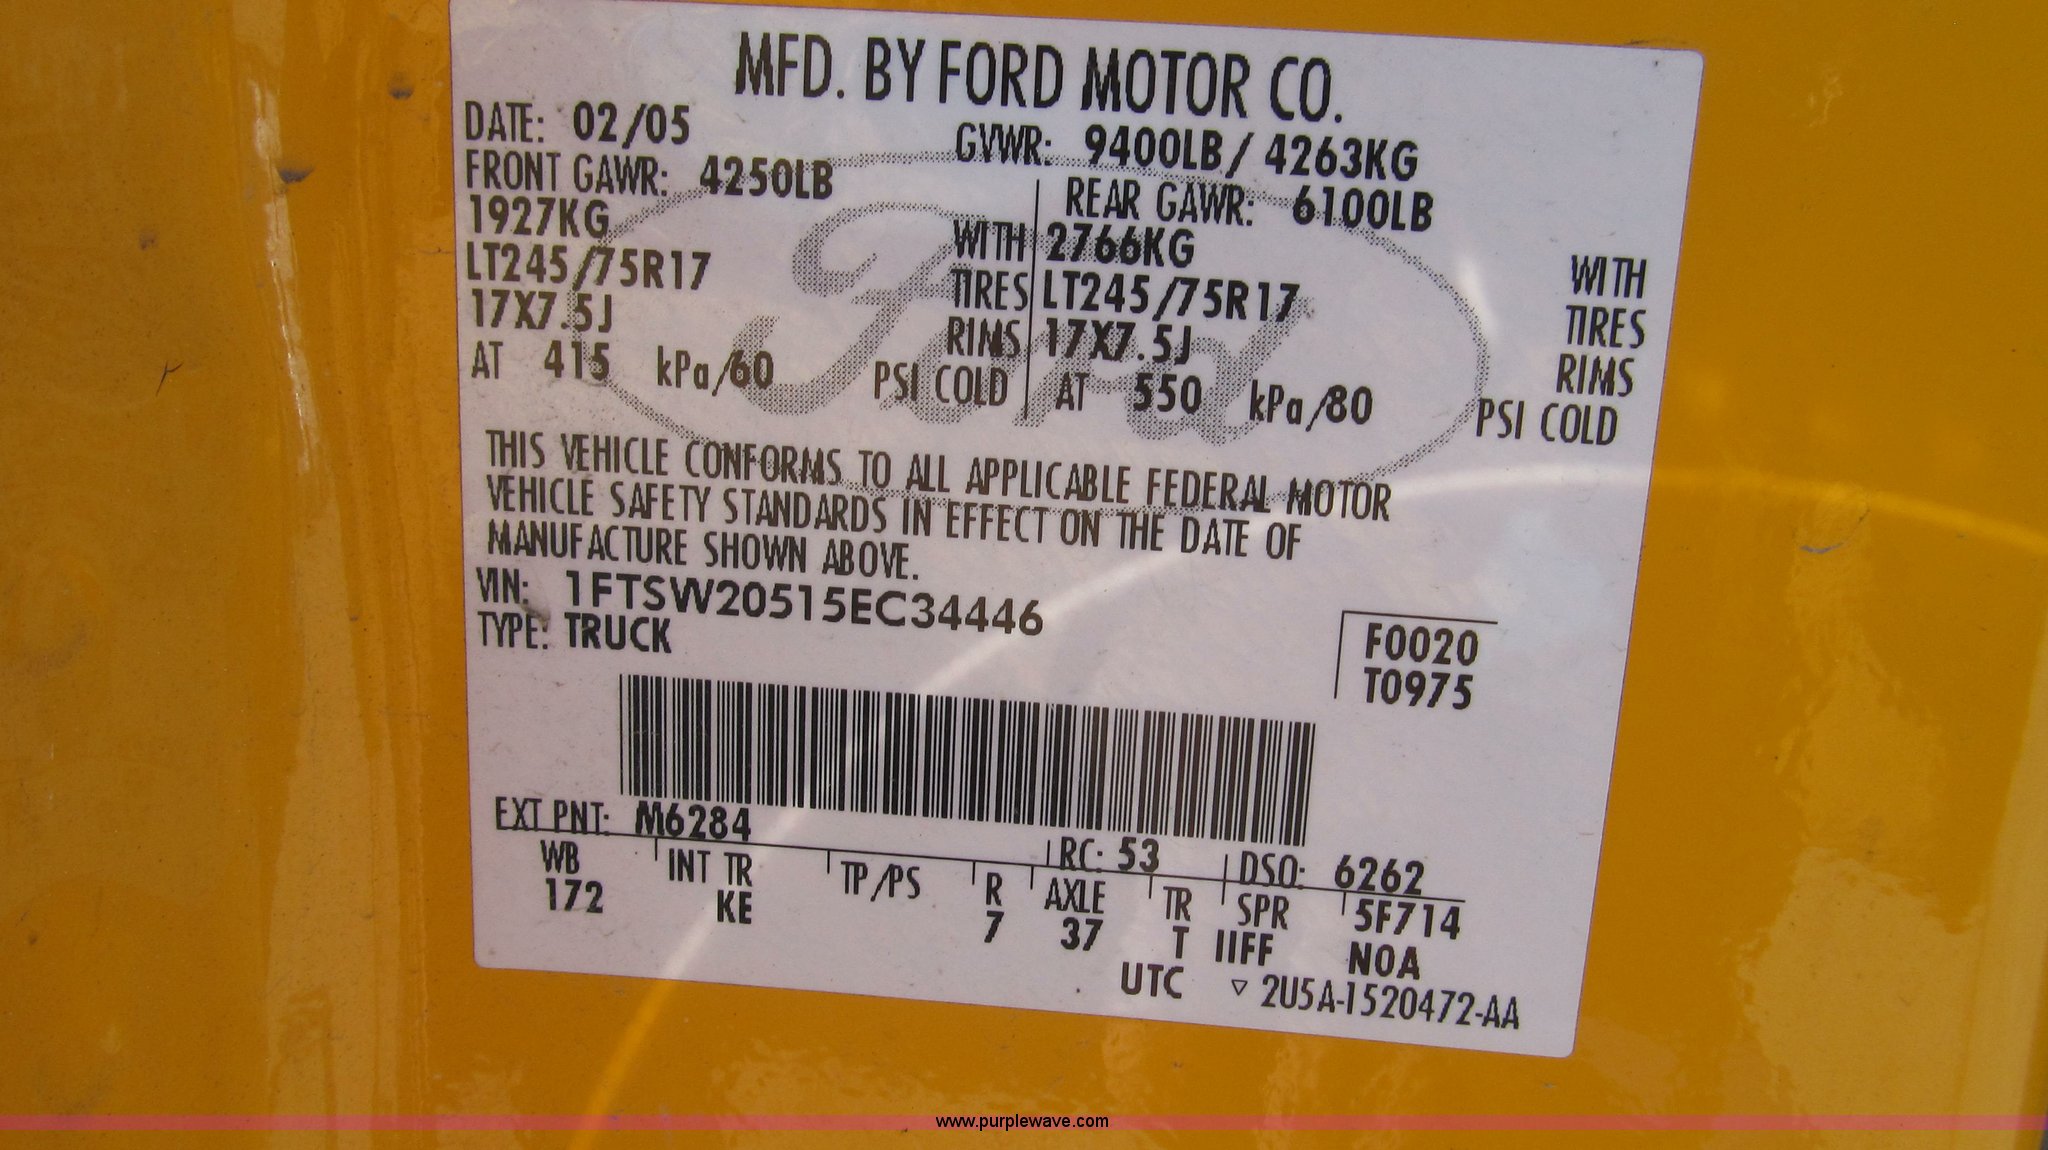 MFD. BY FORD MOTOR CO.
DATE: 02/05
GVWR: 9400LB / 4263KG
FRONT GAWR: 4250LB
REAR GAWR: 6100LB
1927KG WITH 2766KG WITH
LT245/75R17 TIRES LT245/75R17 TIRES
17X7.5J RIMS 17X7.5J RIMS
AT 415 kPa/60 PSI COLD AT 550 kPa/80 PSI COLD
Ford
THIS VEHICLE CONFORMS TO ALL APPLICABLE FEDERAL MOTOR
VEHICLE SAFETY STANDARDS IN EFFECT ON THE DATE OF
MANUFACTURE SHOWN ABOVE.
VIN: 1FTSW20515EC34446
TYPE: TRUCK
F0020
T0975
EXT PNT: M6284
RC: 53 DSO: 6262
WB INT TR TP/PS R AXLE TR SPR 5F714
172 KE 7 37 T IIFF NOA
UTC ▽ 2U5A-1520472-AA
www.purplewave.com